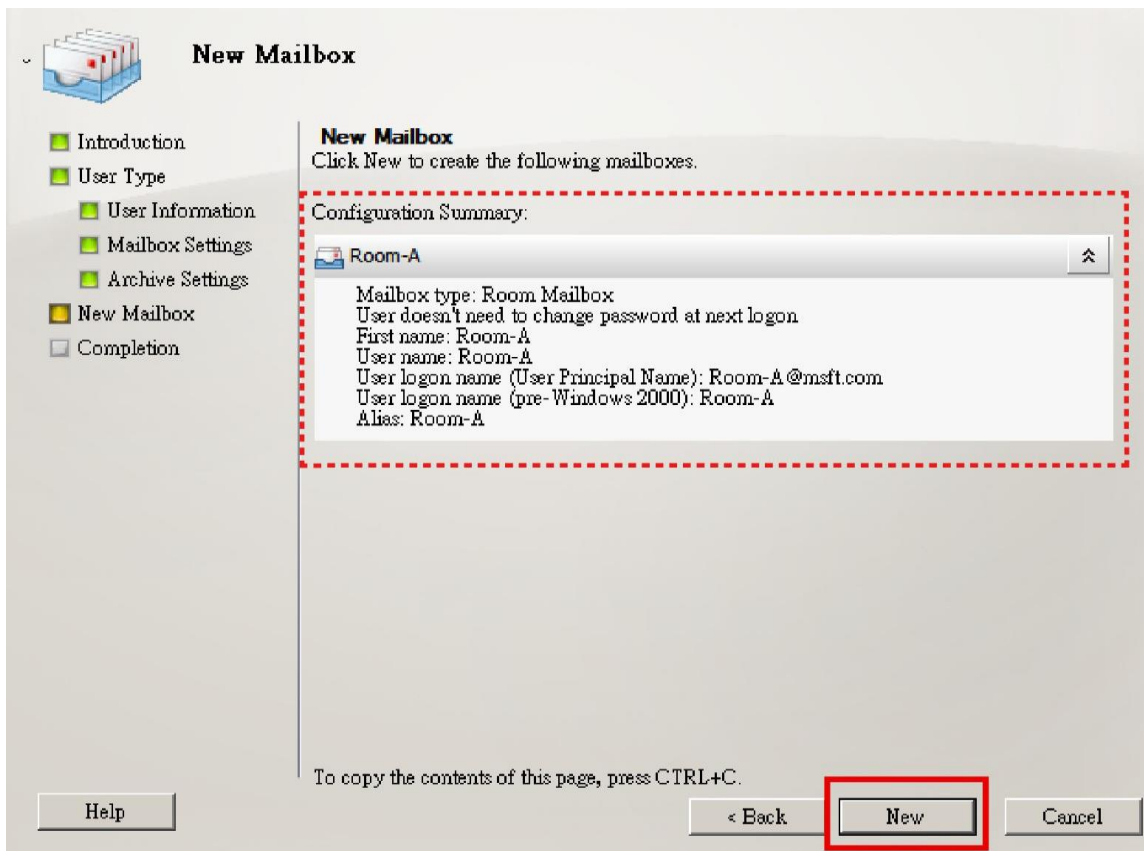 New Mailbox
Introduction
User Type
User Information
Mailbox Settings
Archive Settings
New Mailbox
Completion
New Mailbox
Click New to create the following mailboxes.
Configuration Summary:
Room-A
Mailbox type: Room Mailbox
User doesn't need to change password at next logon
First name: Room-A
User name: Room-A
User logon name (User Principal Name): Room-A@msft.com
User logon name (pre-Windows 2000): Room-A
Alias: Room-A
To copy the contents of this page, press CTRL+C.
Help
< Back
New
Cancel